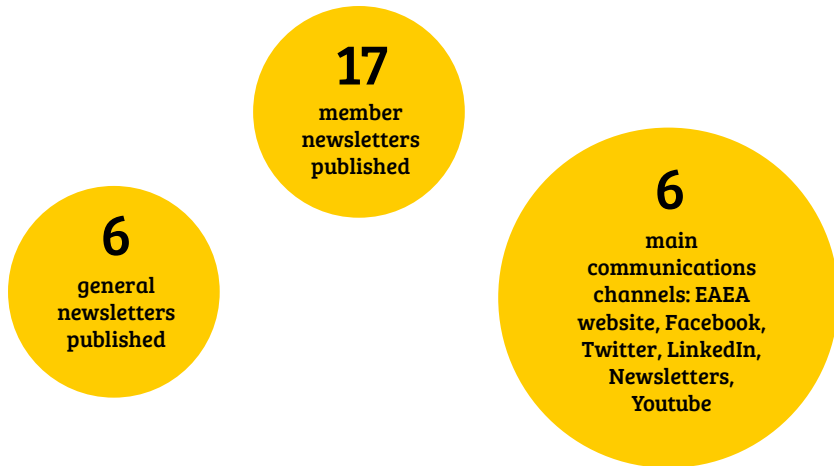 17
member
newsletters
published
6
general
newsletters
published
6
main
communications
channels: EAEA
website, Facebook,
Twitter, LinkedIn,
Newsletters,
Youtube